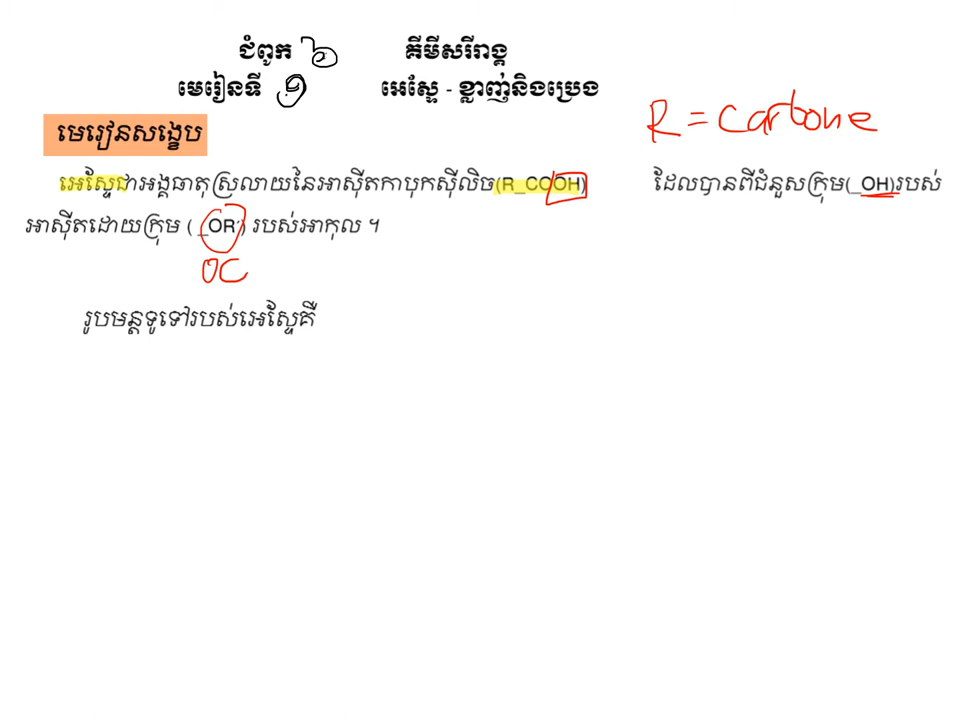 ជំពូក ៦ គីមីសរីរាង្គ
មេរៀនទី ១ អេស្ទែ - ខ្លាញ់និងប្រេង
R = Carbone
មេរៀនសង្ខេប
អេស្ទែជាអង្គធាតុស្រលាយនៃអាស៊ីតកាបុកស៊ីលិច(R_COOH) ដែលបានពីជំនួសក្រុម(_OH)របស់
អាស៊ីតដោយក្រុម ( _OR') របស់អាកុល ។
OC
រូបមន្តទូទៅរបស់អេស្ទែគឺ